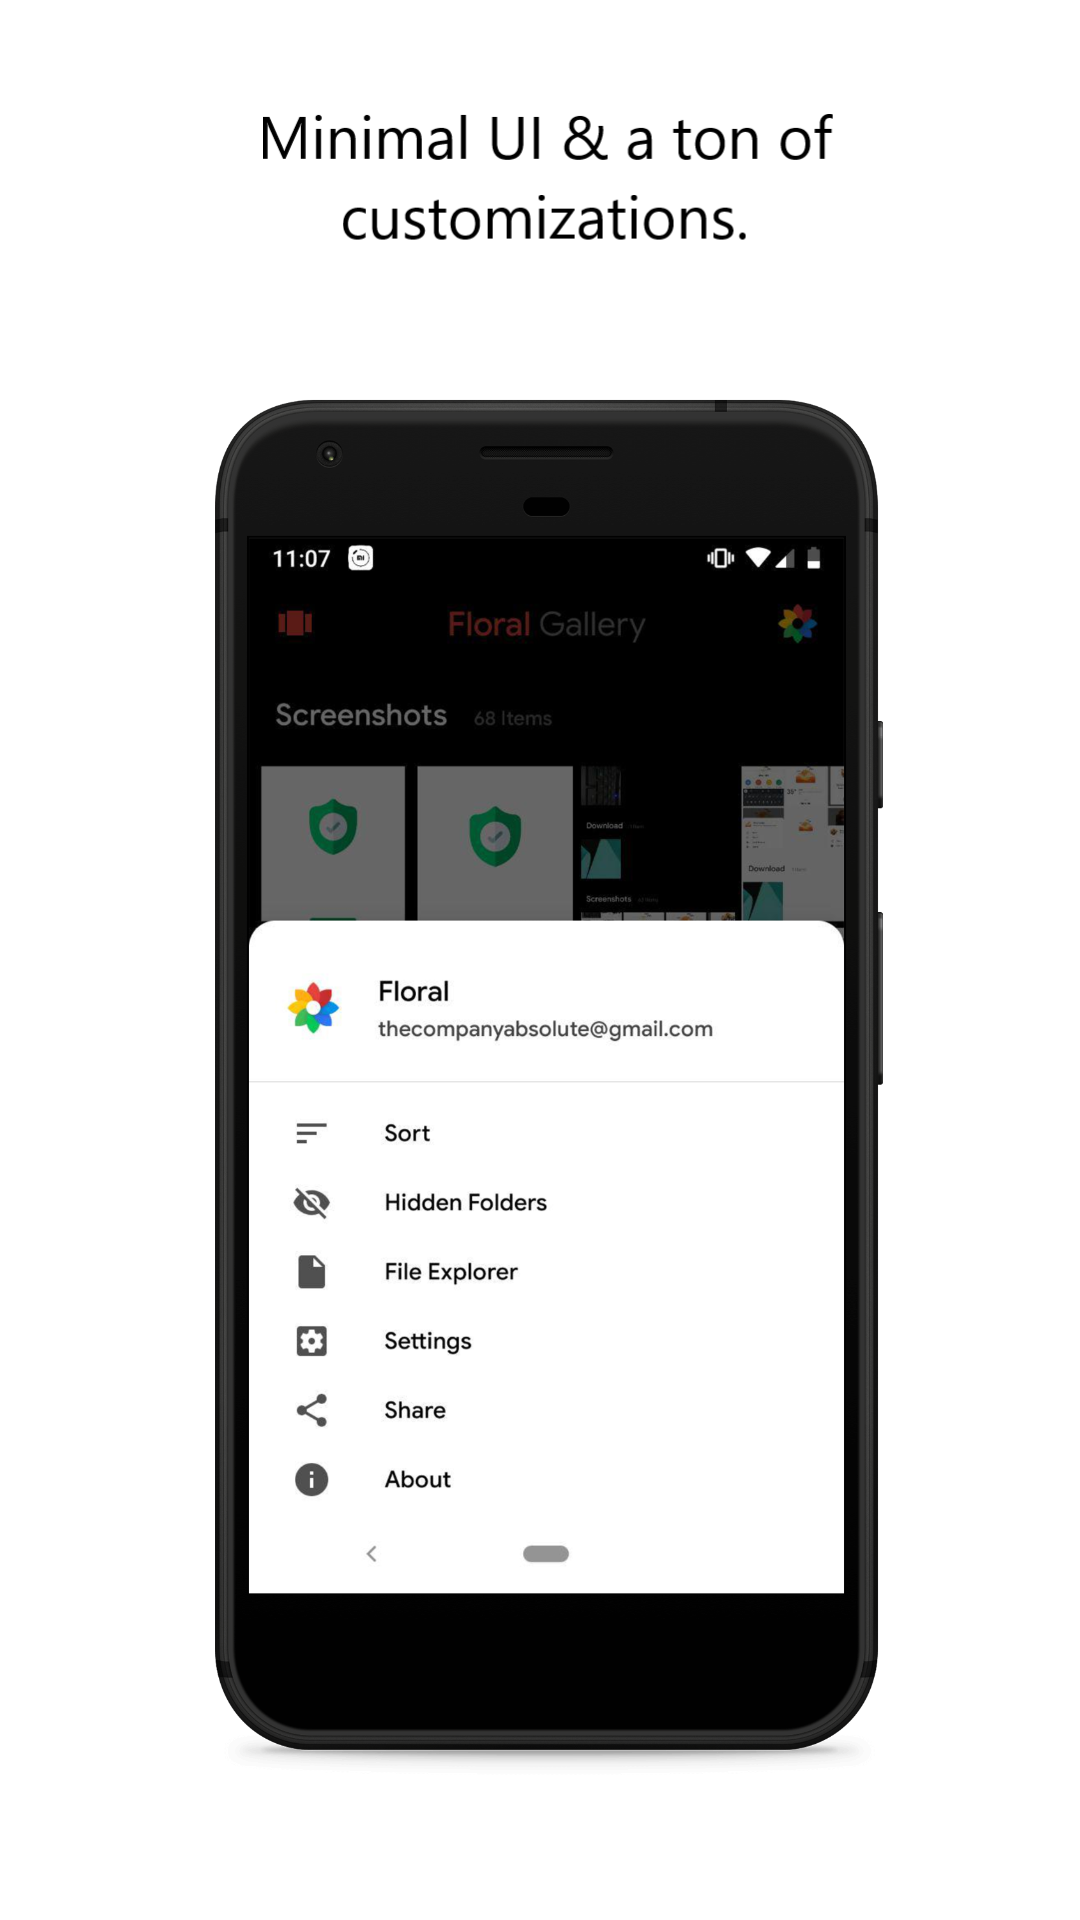 Minimal UI & a ton of
customizations.
11:07
Floral Gallery
Screenshots 68 Items
Download
Download
Screenshots
Floral
thecompanyabsolute@gmail.com
Sort
Hidden Folders
File Explorer
Settings
Share
About